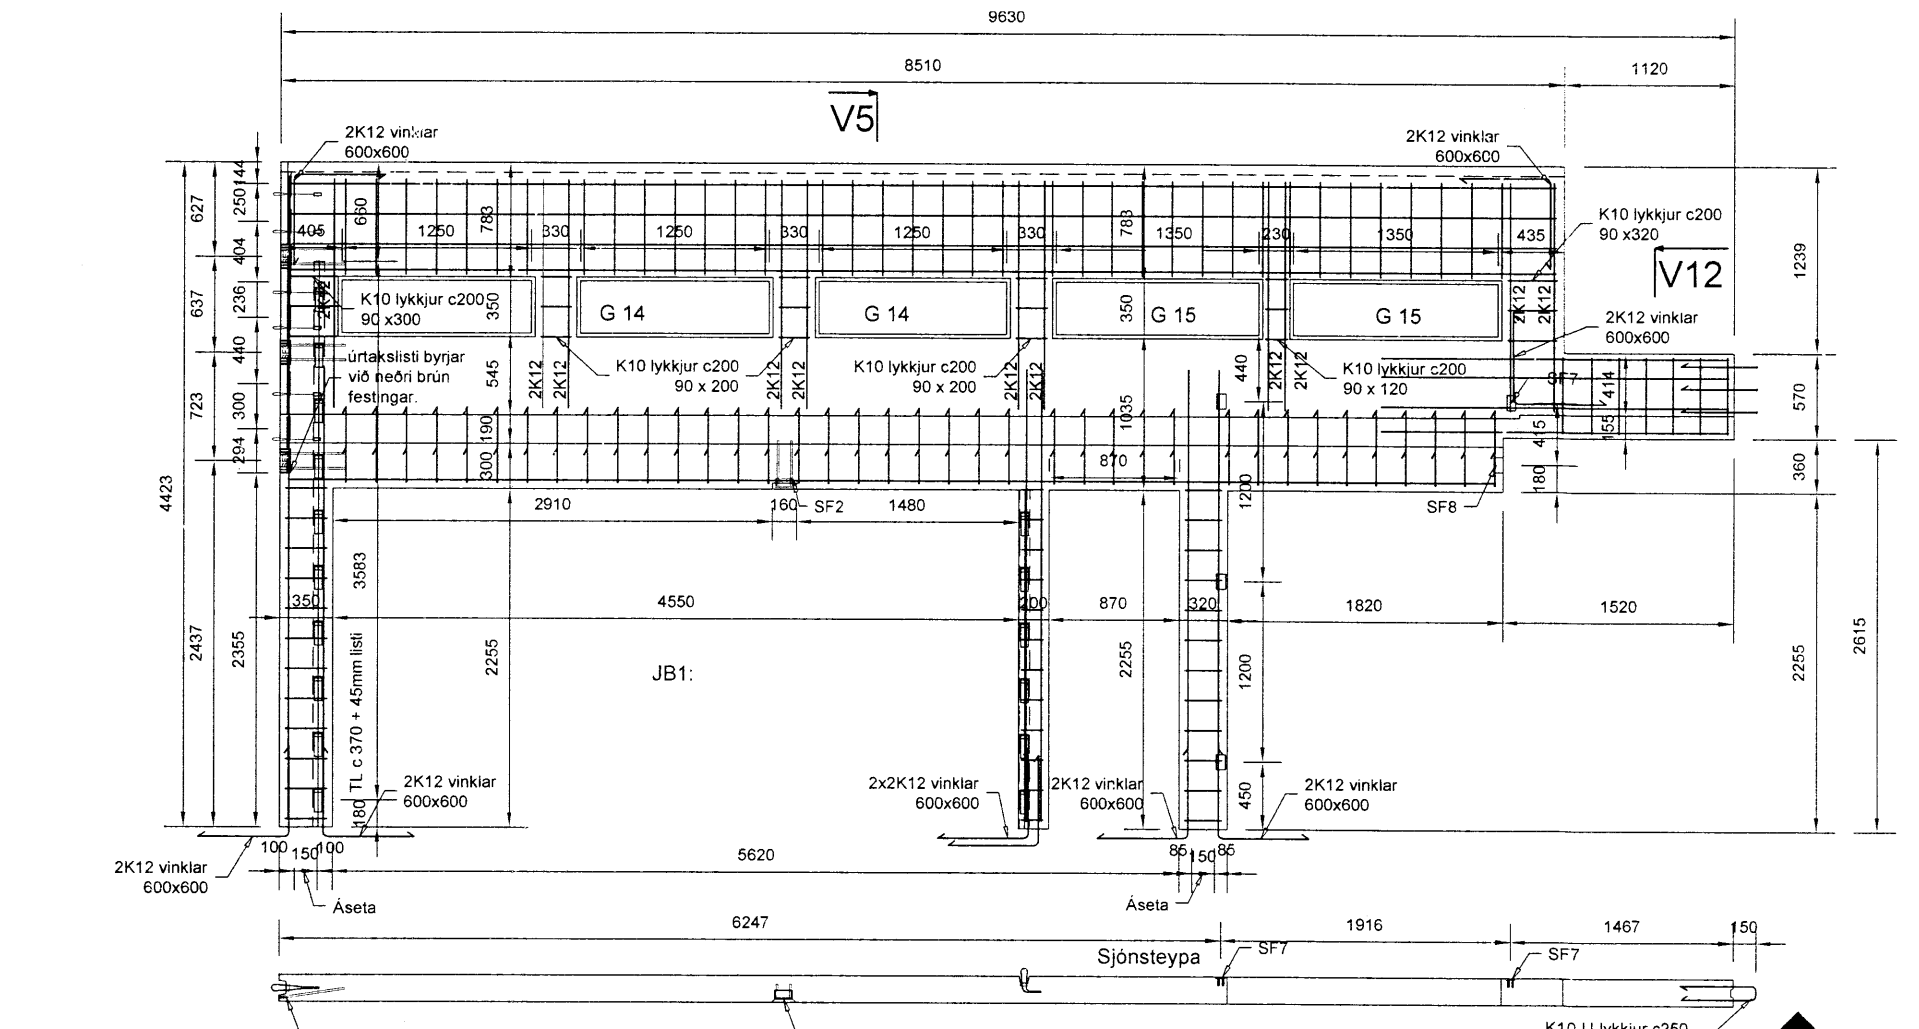 9630
8510
1120
V5
2K12 vinklar
600x600
2K12 vinklar
600x600
144
250
627
660
783
783
K10 lykkjur c200
90 x320
405
1250
330
1250
330
1250
330
1350
230
1350
435
404
V12
1239
637
236
2K12
K10 lykkjur c200
90 x300
350
G 14
G 14
350
G 15
G 15
2K12
2K12
2K12 vinklar
600x600
440
úrtakslisti byrjar
við neðri brún
festingar.
545
2K12
2K12
K10 lykkjur c200
90 x 200
2K12
2K12
K10 lykkjur c200
90 x 200
2K12
2K12
440
2K12
2K12
K10 lykkjur c200
90 x 120
SF7
414
570
723
300
190
1035
415
155
294
300
870
1200
180
360
4423
2910
160
SF2
1480
SF8
3583
350
4550
200
870
320
1820
1520
2437
2355
2255
JB1:
2255
1200
2255
2615
TL c 370 + 45mm listi
180
2K12 vinklar
600x600
2x2K12 vinklar
600x600
2K12 vinklar
600x600
450
2K12 vinklar
600x600
2K12 vinklar
600x600
100
150
100
5620
85
150
85
Áseta
Áseta
6247
1916
1467
150
Sjónsteypa
SF7
SF7
K10 U lykkjur c250